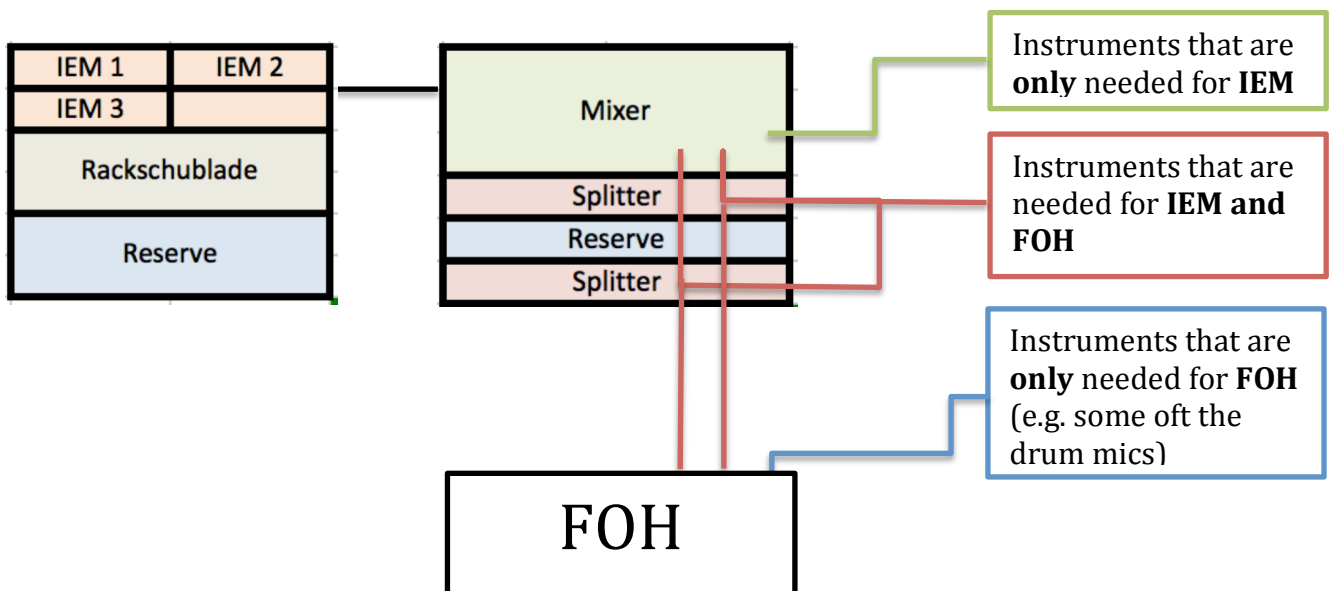 IEM 1
IEM 2
IEM 3
Rackschublade
Reserve
Mixer
Splitter
Reserve
Splitter
Instruments that are
only needed for IEM
Instruments that are
needed for IEM and
FOH
Instruments that are
only needed for FOH
(e.g. some oft the
drum mics)
FOH